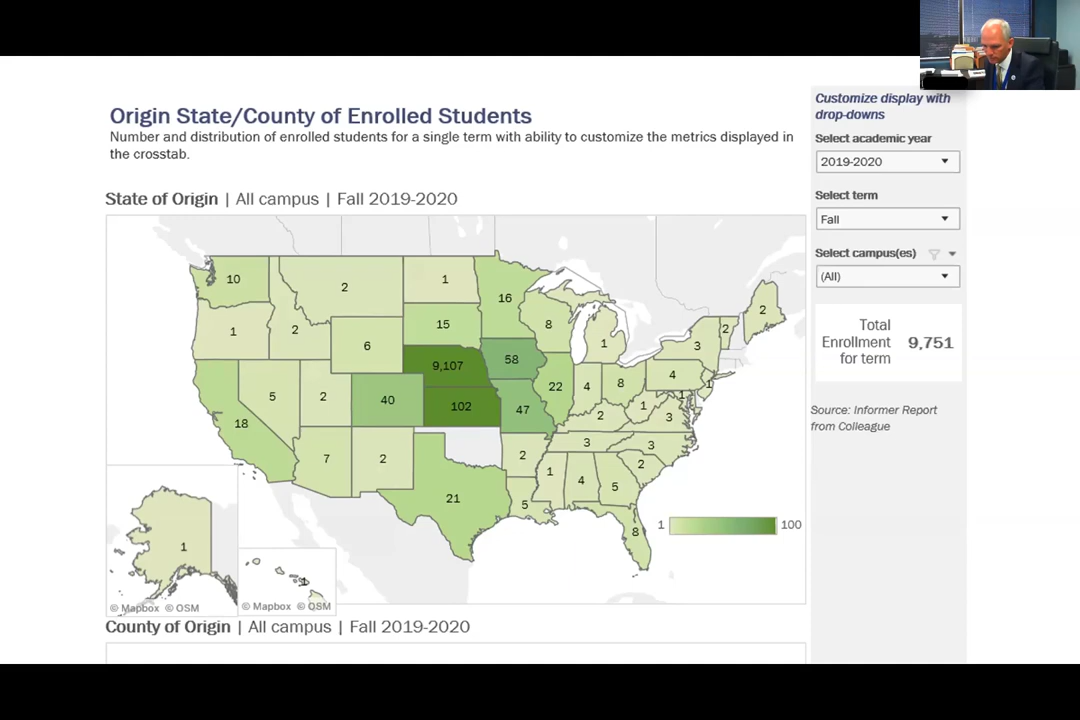 Origin State/County of Enrolled Students
Number and distribution of enrolled students for a single term with ability to customize the metrics displayed in
the crosstab.
State of Origin | All campus | Fall 2019-2020
10
2
1
16
1
2
15
8
1
2
2
3
6
9,107
58
5
2
40
102
47
22
4
8
4
1
1
18
2
1
3
7
2
2
3
3
1
4
5
2
21
5
8
1
100
1
1
© Mapbox © OSM
© Mapbox © OSM
County of Origin | All campus | Fall 2019-2020
Customize display with
drop-downs
Select academic year
2019-2020
Select term
Fall
Select campus(es)
(All)
Total
Enrollment
for term
9,751
Source: Informer Report
from Colleague